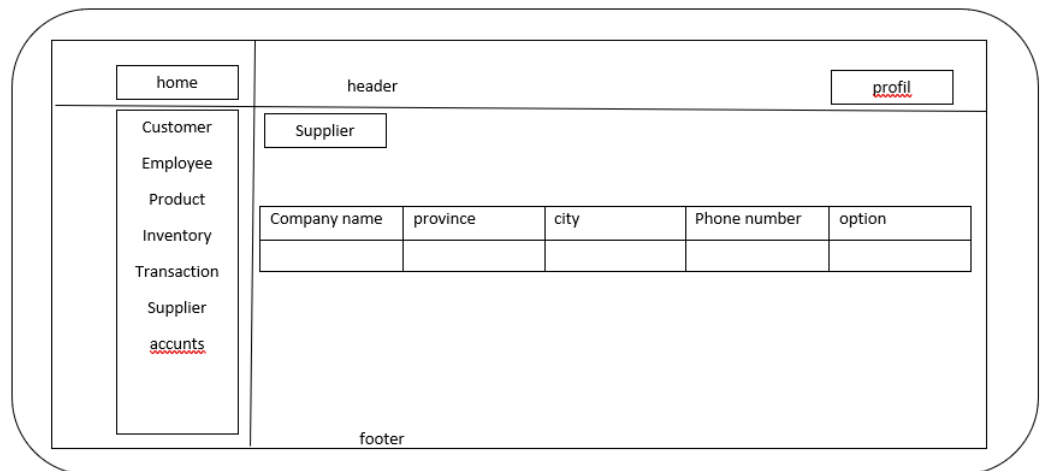 home
header
profil
Customer
Employee
Product
Inventory
Transaction
Supplier
accunts
Supplier
Company name province city Phone number option
footer